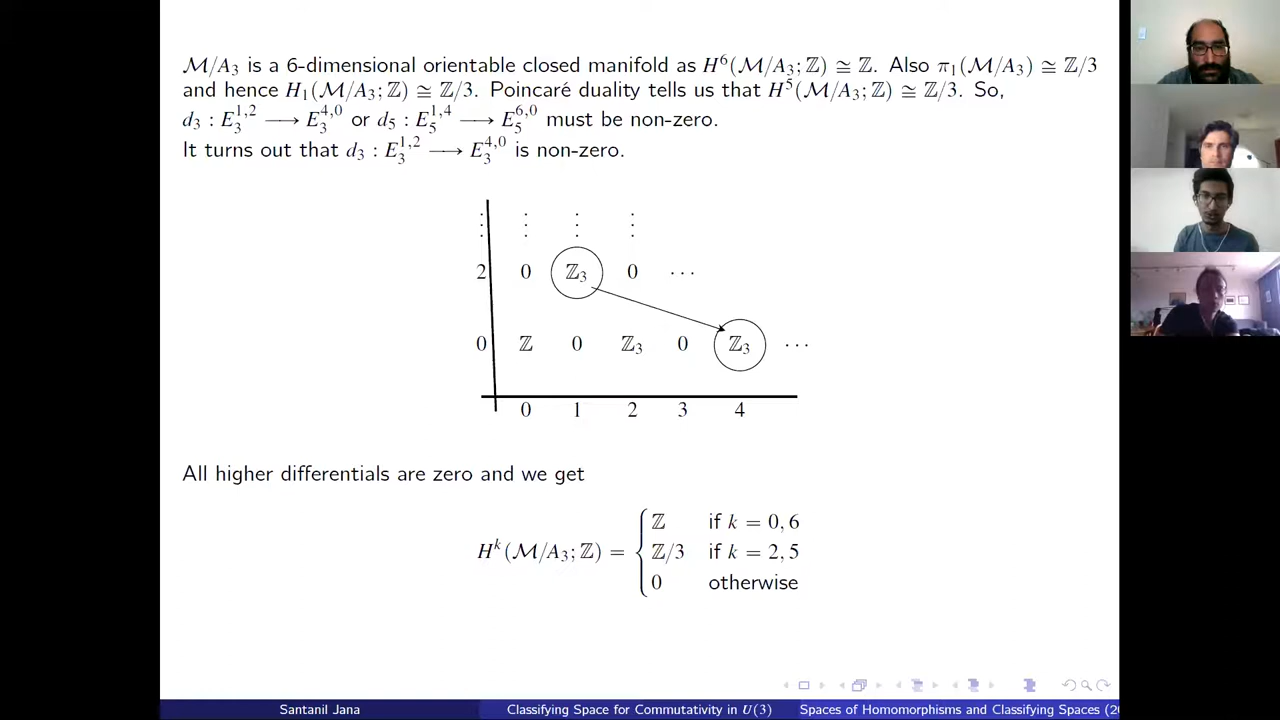 ℳ/A₃ is a 6-dimensional orientable closed manifold as H⁶(ℳ/A₃; ℤ) ≅ ℤ. Also π₁(ℳ/A₃) ≅ ℤ/3
and hence H₁(ℳ/A₃; ℤ) ≅ ℤ/3. Poincaré duality tells us that H⁵(ℳ/A₃; ℤ) ≅ ℤ/3. So,
d₃ : E₃^{1,2} ⟶ E₃^{4,0} or d₅ : E₅^{1,4} ⟶ E₅^{6,0} must be non-zero.
It turns out that d₃ : E₃^{1,2} ⟶ E₃^{4,0} is non-zero.
⋮ ⋮ ⋮ ⋮
2 0 ℤ₃ 0 ⋯
0 ℤ 0 ℤ₃ 0 ℤ₃ ⋯
0 1 2 3 4
All higher differentials are zero and we get
ℤ if k = 0, 6
H^k(ℳ/A₃; ℤ) = { ℤ/3 if k = 2, 5
0 otherwise
Santanil Jana Classifying Space for Commutativity in U(3) Spaces of Homomorphisms and Classifying Spaces (20